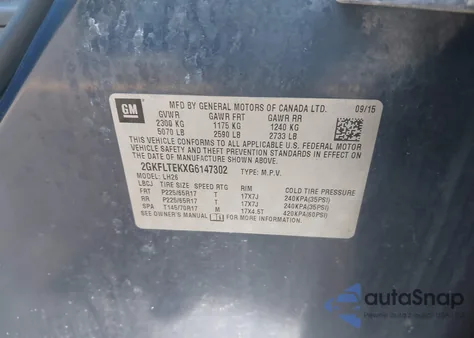 GM
MFD BY GENERAL MOTORS OF CANADA LTD. 09/15
GVWR GAWR FRT GAWR RR
2300 KG 1175 KG 1240 KG
5070 LB 2590 LB 2733 LB
THIS VEHICLE CONFORMS TO ALL APPLICABLE
U.S. FEDERAL MOTOR VEHICLE SAFETY, BUMPER,
AND THEFT PREVENTION STANDARDS IN EFFECT ON
THE DATE OF MANUFACTURE SHOWN ABOVE.
2GKFLTEKXG6147302 TYPE: M.P.V.
MODEL: LH26
LBCJ TIRE SIZE SPEED RTG RIM COLD TIRE PRESSURE
FRT P225/65R17 T 17X7J 240KPA(35PSI)
RR P225/65R17 T 17X7J 240KPA(35PSI)
SPA T145/70R17 M 17X4.5T 420KPA(60PSI)
SEE OWNER'S MANUAL FOR MORE INFORMATION.
autoSnap